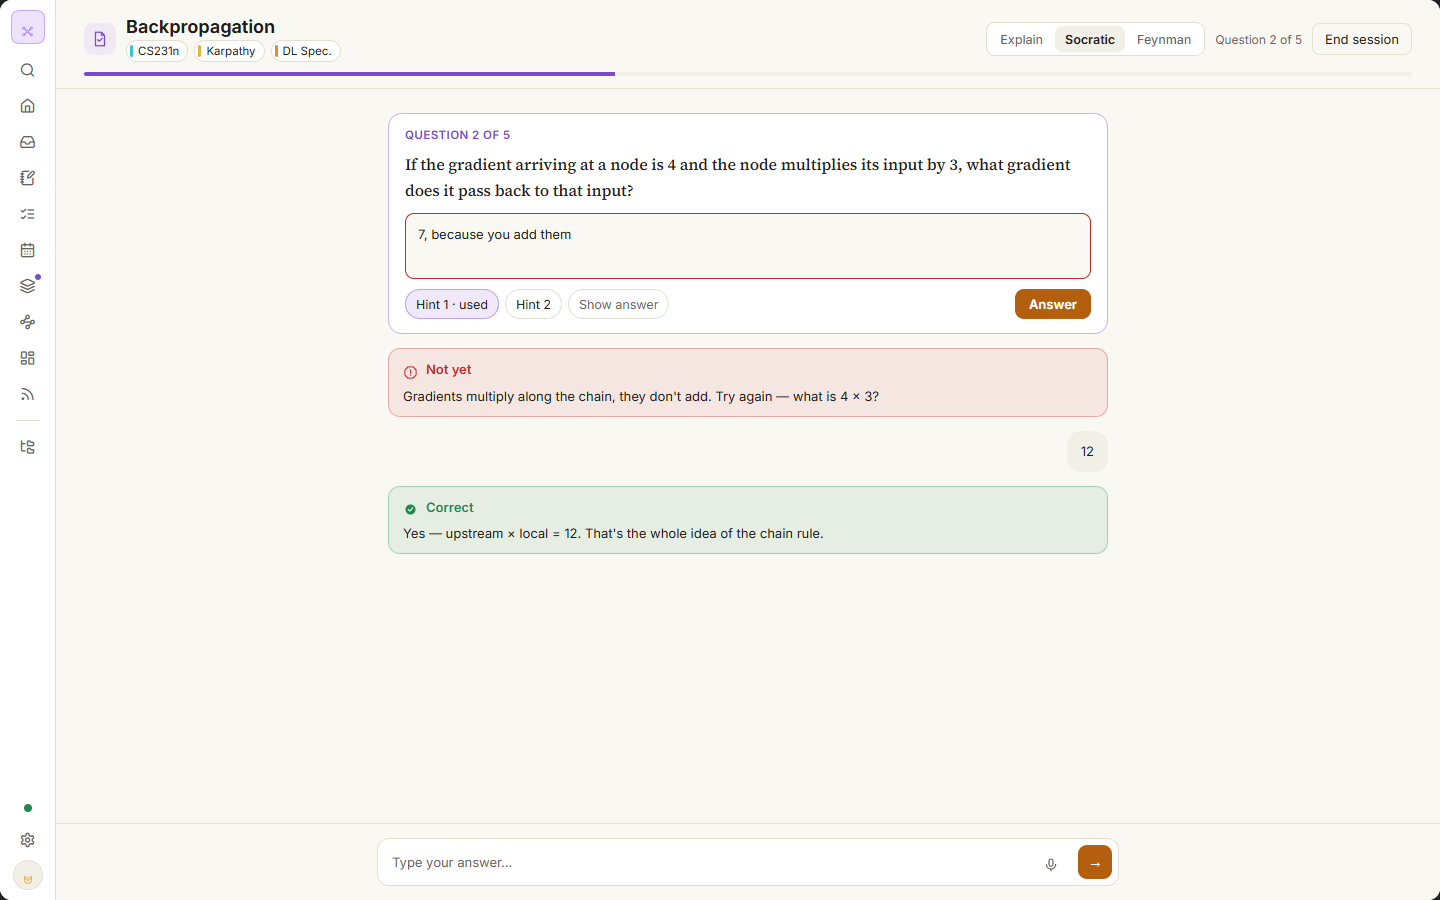 Backpropagation
CS231n Karpathy DL Spec.
Explain Socratic Feynman Question 2 of 5 End session
QUESTION 2 OF 5
If the gradient arriving at a node is 4 and the node multiplies its input by 3, what gradient
does it pass back to that input?
7, because you add them
Hint 1 · used Hint 2 Show answer Answer
Not yet
Gradients multiply along the chain, they don't add. Try again — what is 4 × 3?
12
Correct
Yes — upstream × local = 12. That's the whole idea of the chain rule.
Type your answer... →